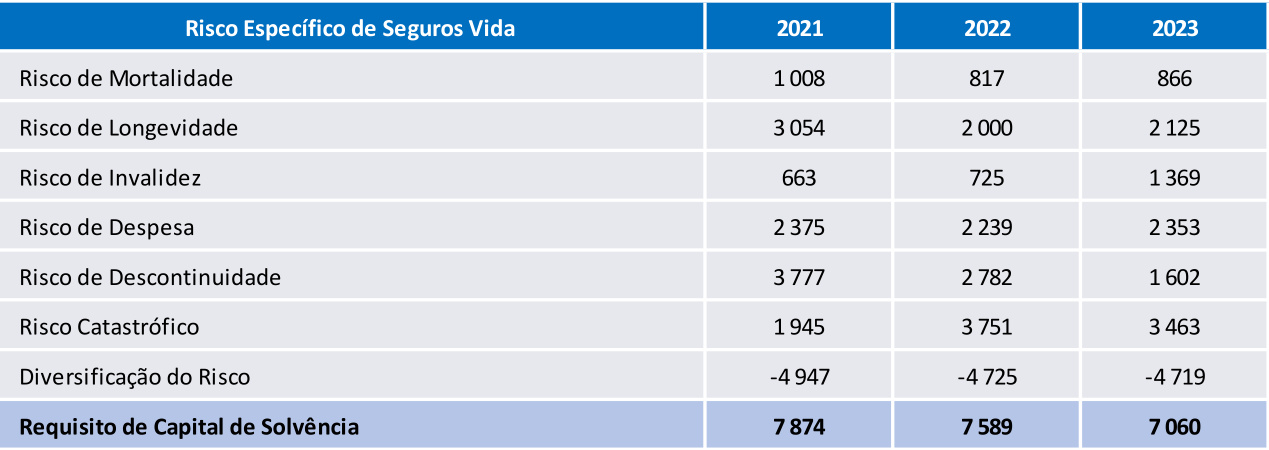 Risco Específico de Seguros Vida 2021 2022 2023
Risco de Mortalidade 1 008 817 866
Risco de Longevidade 3 054 2 000 2 125
Risco de Invalidez 663 725 1 369
Risco de Despesa 2 375 2 239 2 353
Risco de Descontinuidade 3 777 2 782 1 602
Risco Catastrófico 1 945 3 751 3 463
Diversificação do Risco -4 947 -4 725 -4 719
Requisito de Capital de Solvência 7 874 7 589 7 060